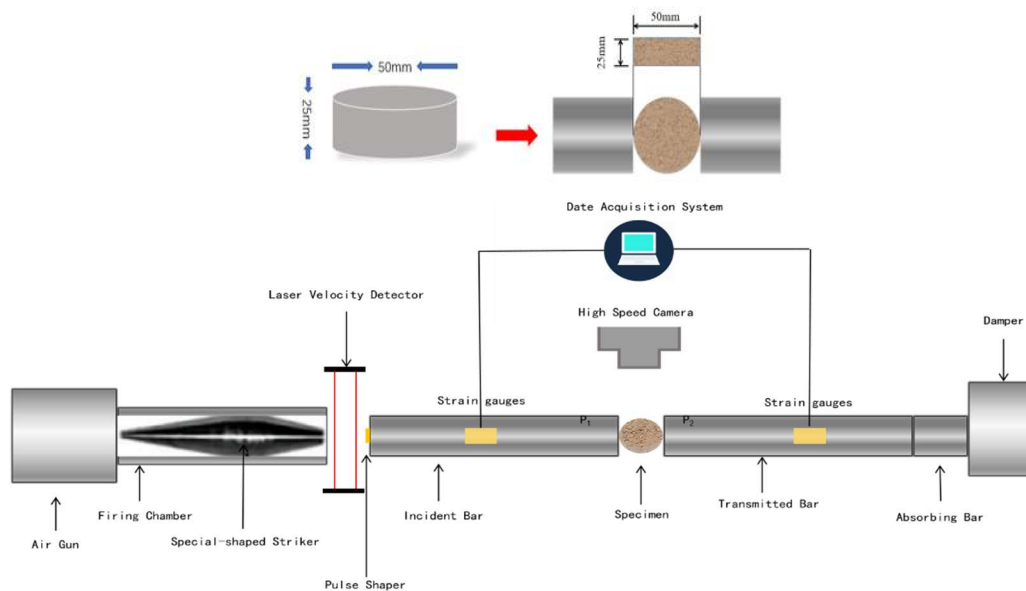 50mm
50mm
25mm
25mm
Date Acquisition System
Laser Velocity Detector
High Speed Camera
Damper
Strain gauges
Strain gauges
P1
P2
Firing Chamber
Incident Bar
Specimen
Transmitted Bar
Absorbing Bar
Air Gun
Special-shaped Striker
Pulse Shaper